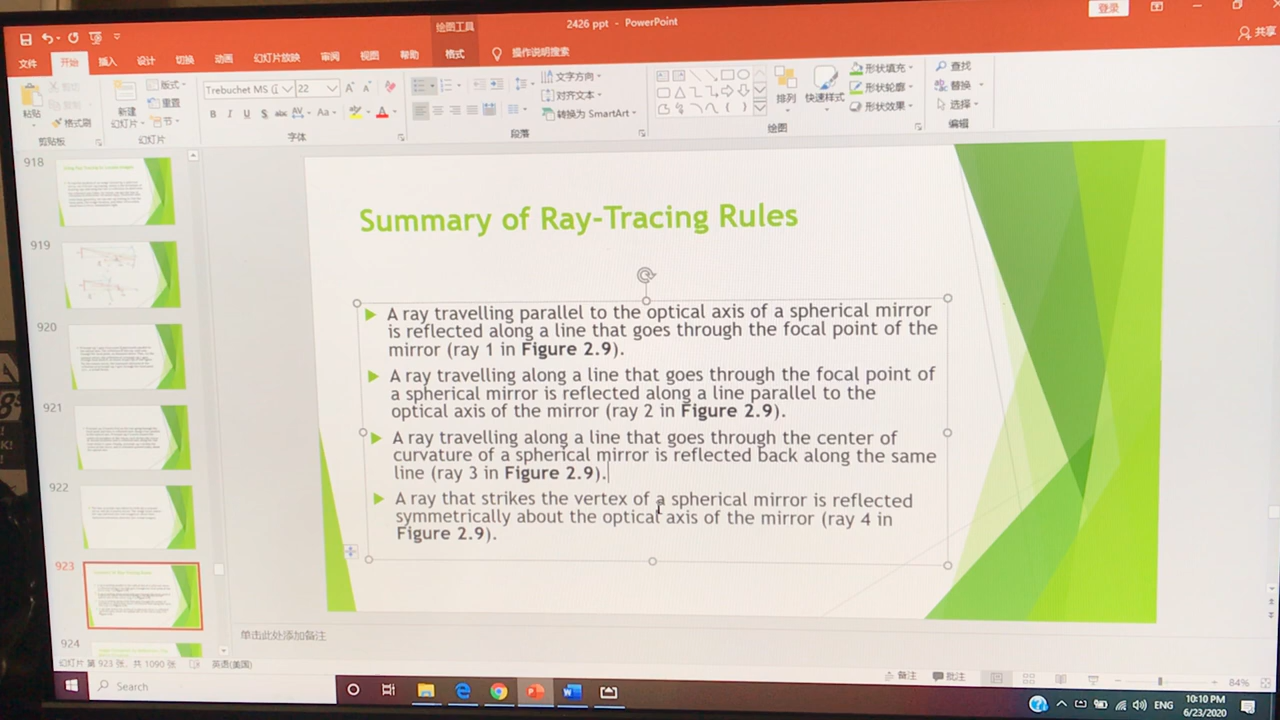 绘图工具
2426 ppt - PowerPoint
登录
文件 开始 插入 设计 切换 动画 幻灯片放映 审阅 视图 帮助 格式 操作说明搜索 共享
粘贴
格式刷
剪贴板
新建
幻灯片
版式
重置
节
幻灯片
Trebuchet MS
22
B I U S abc AV Aa A
字体
文字方向
对齐文本
转换为 SmartArt
段落
排列
快速样式
形状填充
形状轮廓
形状效果
绘图
查找
替换
选择
编辑
918
919
920
921
922
923
924
Summary of Ray-Tracing Rules
A ray travelling parallel to the optical axis of a spherical mirror
is reflected along a line that goes through the focal point of the
mirror (ray 1 in Figure 2.9).
A ray travelling along a line that goes through the focal point of
a spherical mirror is reflected along a line parallel to the
optical axis of the mirror (ray 2 in Figure 2.9).
A ray travelling along a line that goes through the center of
curvature of a spherical mirror is reflected back along the same
line (ray 3 in Figure 2.9).
A ray that strikes the vertex of a spherical mirror is reflected
symmetrically about the optical axis of the mirror (ray 4 in
Figure 2.9).
单击此处添加备注
幻灯片 第 923 张，共 1090 张 英语(美国)
备注 批注 84%
Search
ENG
10:10 PM
6/23/2020